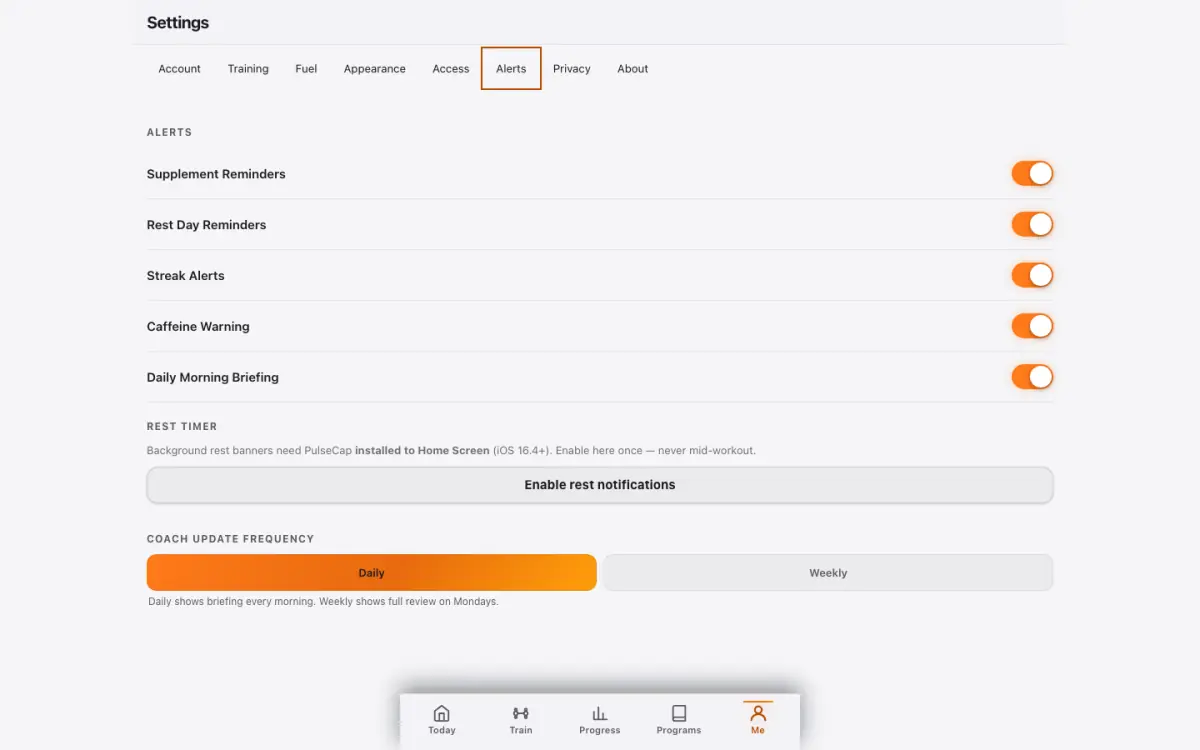 Settings
Account Training Fuel Appearance Access Alerts Privacy About
ALERTS
Supplement Reminders
Rest Day Reminders
Streak Alerts
Caffeine Warning
Daily Morning Briefing
REST TIMER
Background rest banners need PulseCap installed to Home Screen (iOS 16.4+). Enable here once — never mid-workout.
Enable rest notifications
COACH UPDATE FREQUENCY
Daily Weekly
Daily shows briefing every morning. Weekly shows full review on Mondays.
Today Train Progress Programs Me